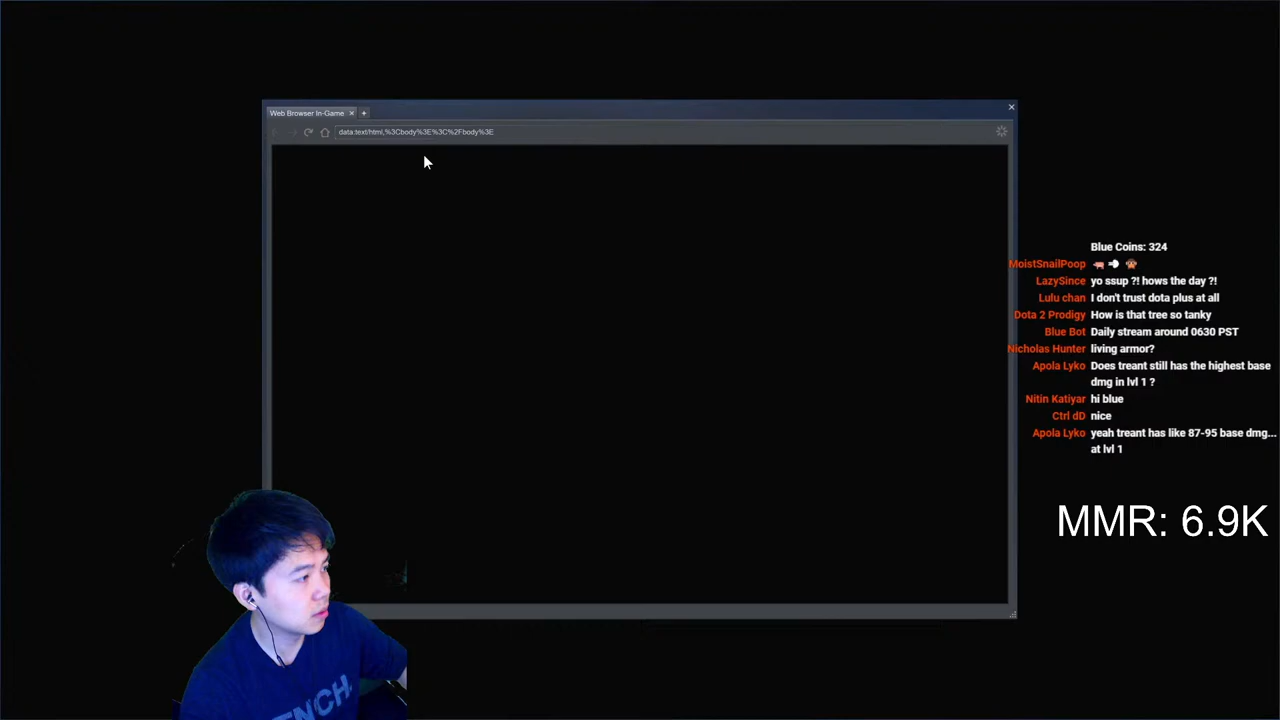 Web Browser In-Game
data:text/html,%3Cbody%3E%3C%2Fbody%3E
Blue Coins: 324
MoistSnailPoop
LazySince yo ssup ?! hows the day ?!
Lulu chan I don't trust dota plus at all
Dota 2 Prodigy How is that tree so tanky
Blue Bot Daily stream around 0630 PST
Nicholas Hunter living armor?
Apola Lyko Does treant still has the highest base
dmg in lvl 1 ?
Nitin Katiyar hi blue
Ctrl dD nice
Apola Lyko yeah treant has like 87-95 base dmg...
at lvl 1
MMR: 6.9K